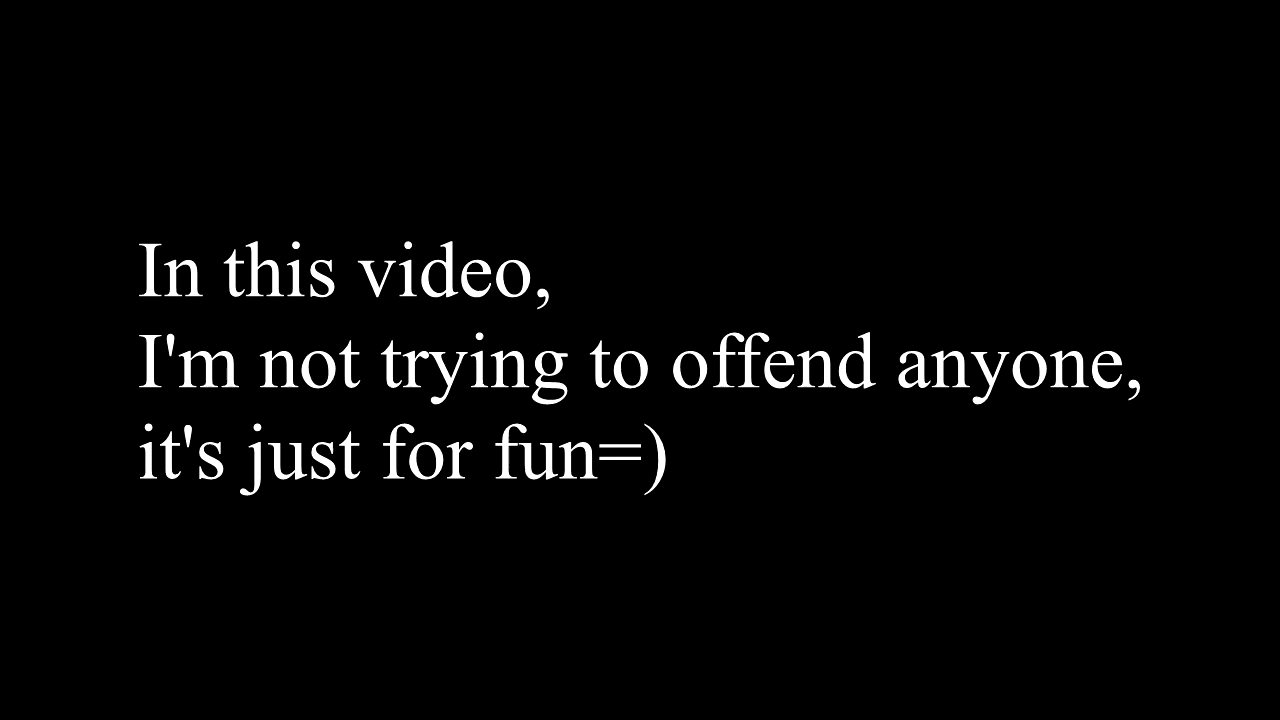 In this video,
I'm not trying to offend anyone,
it's just for fun=)